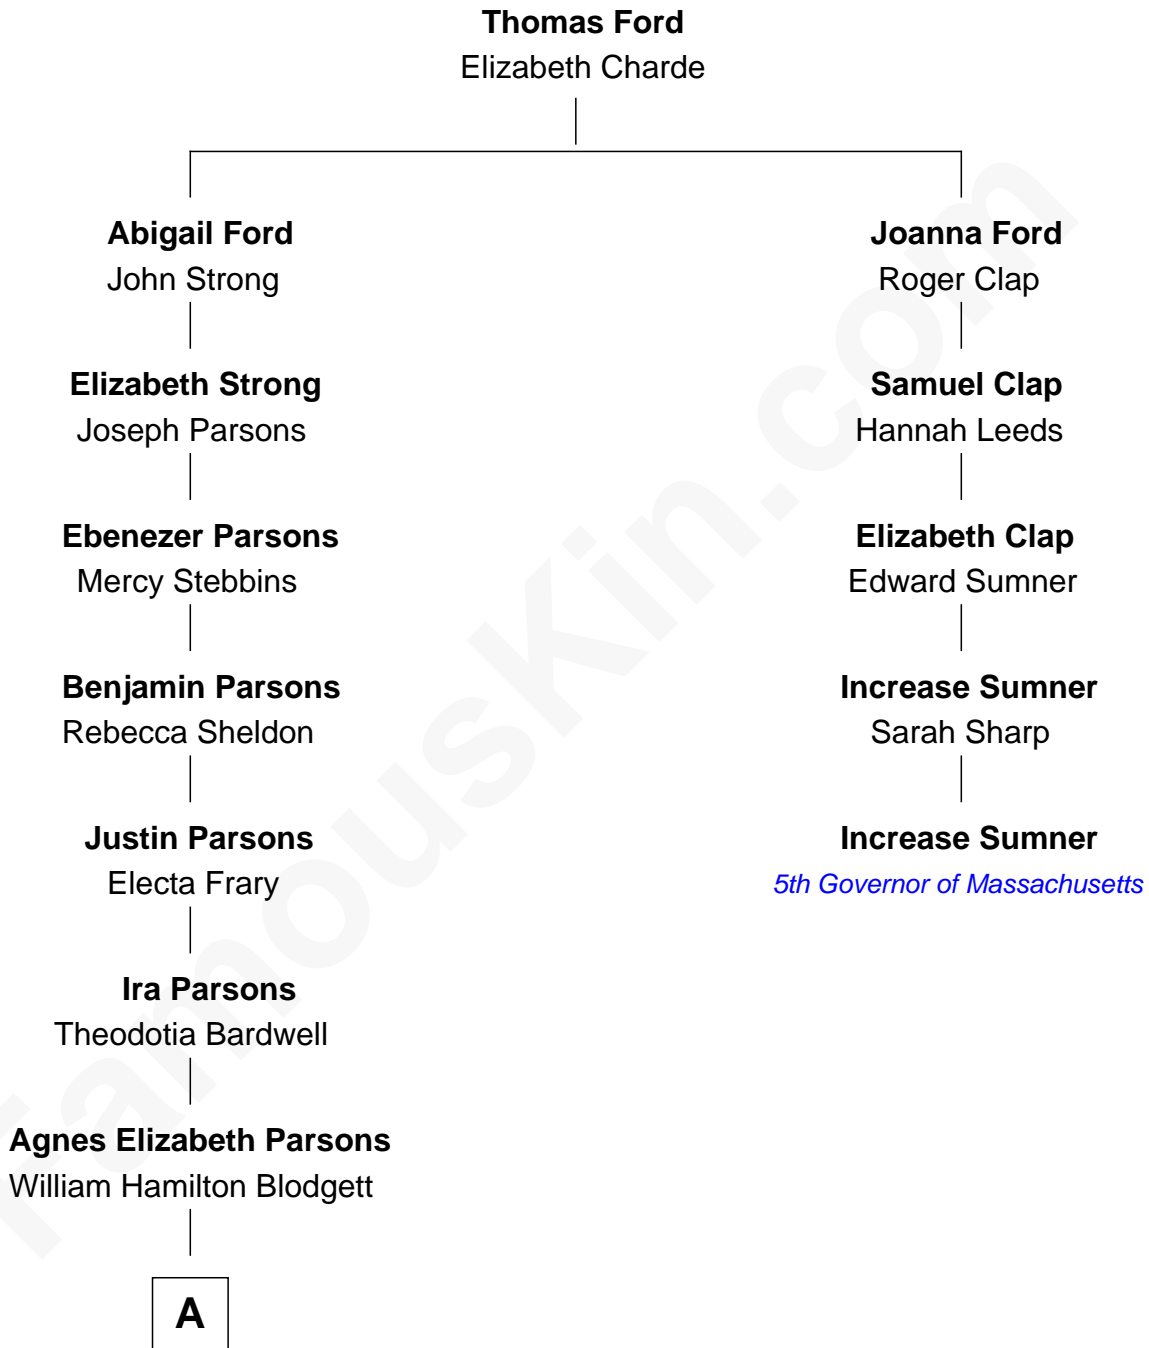 Thomas Ford
Elizabeth Charde
Abigail Ford
John Strong
Joanna Ford
Roger Clap
Elizabeth Strong
Joseph Parsons
Samuel Clap
Hannah Leeds
Ebenezer Parsons
Mercy Stebbins
Elizabeth Clap
Edward Sumner
Benjamin Parsons
Rebecca Sheldon
Increase Sumner
Sarah Sharp
Justin Parsons
Electa Frary
Increase Sumner
5th Governor of Massachusetts
Ira Parsons
Theodotia Bardwell
Agnes Elizabeth Parsons
William Hamilton Blodgett
A
FamousKin.com